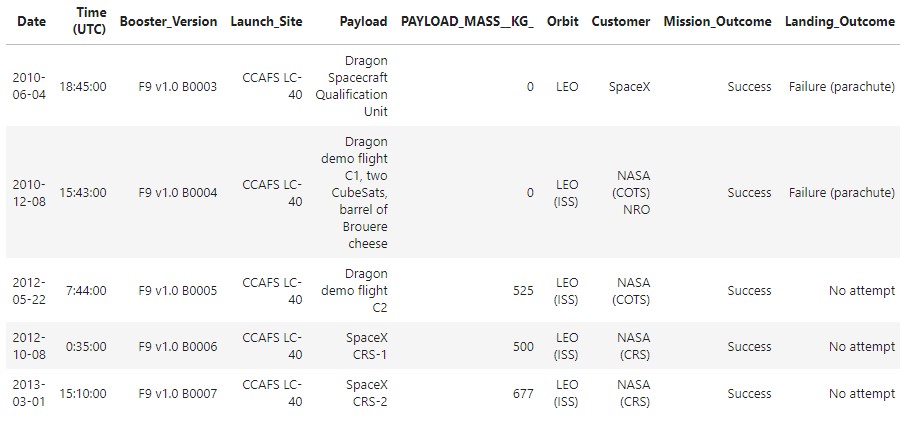 Date Time (UTC) Booster_Version Launch_Site Payload PAYLOAD_MASS__KG_ Orbit Customer Mission_Outcome Landing_Outcome
2010-06-04 18:45:00 F9 v1.0 B0003 CCAFS LC-40 Dragon Spacecraft Qualification Unit 0 LEO SpaceX Success Failure (parachute)
2010-12-08 15:43:00 F9 v1.0 B0004 CCAFS LC-40 Dragon demo flight C1, two CubeSats, barrel of Brouere cheese 0 LEO (ISS) NASA (COTS) NRO Success Failure (parachute)
2012-05-22 7:44:00 F9 v1.0 B0005 CCAFS LC-40 Dragon demo flight C2 525 LEO (ISS) NASA (COTS) Success No attempt
2012-10-08 0:35:00 F9 v1.0 B0006 CCAFS LC-40 SpaceX CRS-1 500 LEO (ISS) NASA (CRS) Success No attempt
2013-03-01 15:10:00 F9 v1.0 B0007 CCAFS LC-40 SpaceX CRS-2 677 LEO (ISS) NASA (CRS) Success No attempt